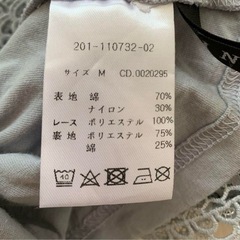 201-110732-02
サイズ M CD.0020295
表地 綿 70%
ナイロン 30%
レース ポリエステル 100%
裏地 ポリエステル 75%
綿 25%
40